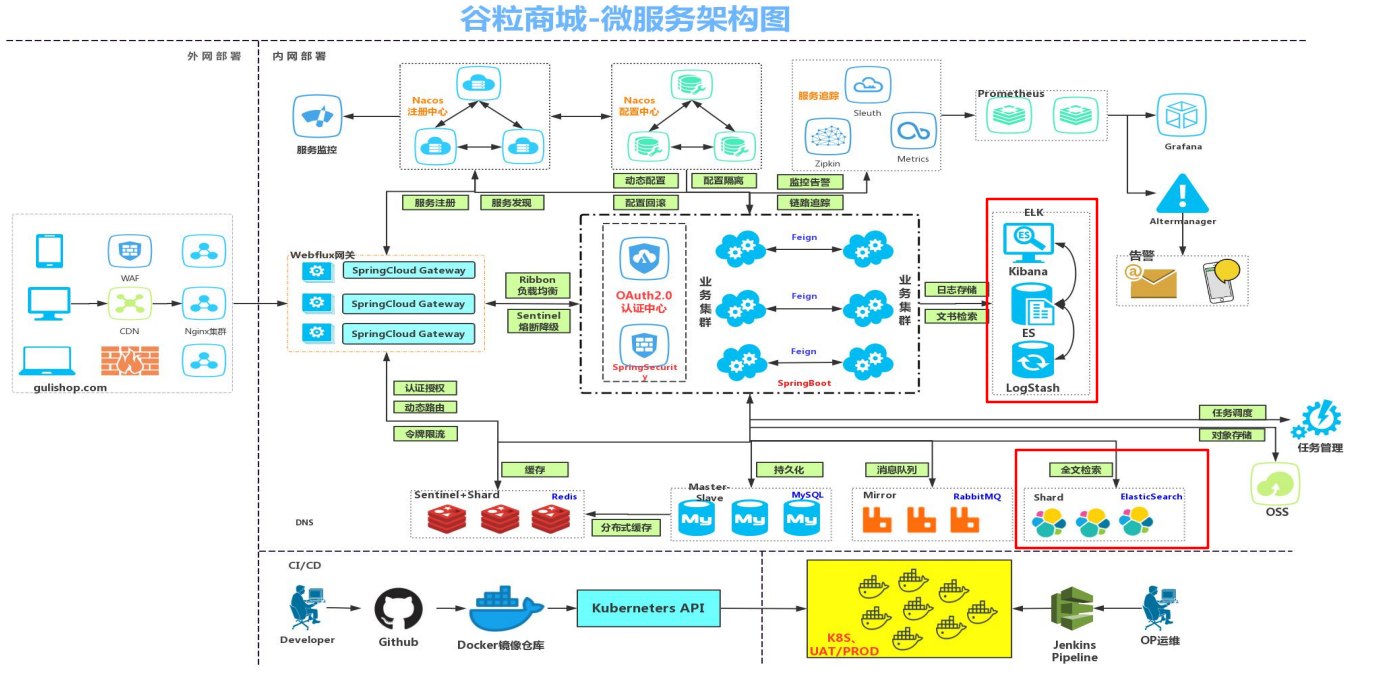 谷粒商城-微服务架构图
外网部署
内网部署
服务监控
Nacos
注册中心
Nacos
配置中心
服务追踪
Sleuth
Zipkin
Metrics
Prometheus
Grafana
Altermanager
告警
服务注册
服务发现
动态配置
配置隔离
配置回滚
监控告警
链路追踪
WAF
CDN
Nginx集群
gulishop.com
Webflux网关
SpringCloud Gateway
SpringCloud Gateway
SpringCloud Gateway
Ribbon
负载均衡
Sentinel
熔断降级
OAuth2.0
认证中心
SpringSecurit
y
业务集群
Feign
Feign
Feign
业务集群
SpringBoot
日志存储
文书检索
ELK
ES
Kibana
ES
LogStash
认证授权
动态路由
令牌限流
任务调度
对象存储
任务管理
OSS
缓存
持久化
消息队列
全文检索
Sentinel+Shard
Redis
Master-
Slave
MySQL
My
My
My
Mirror
RabbitMQ
Shard
ElasticSearch
分布式缓存
DNS
CI/CD
Developer
Github
Docker镜像仓库
Kuberneters API
K8S、
UAT/PROD
Jenkins
Pipeline
OP运维